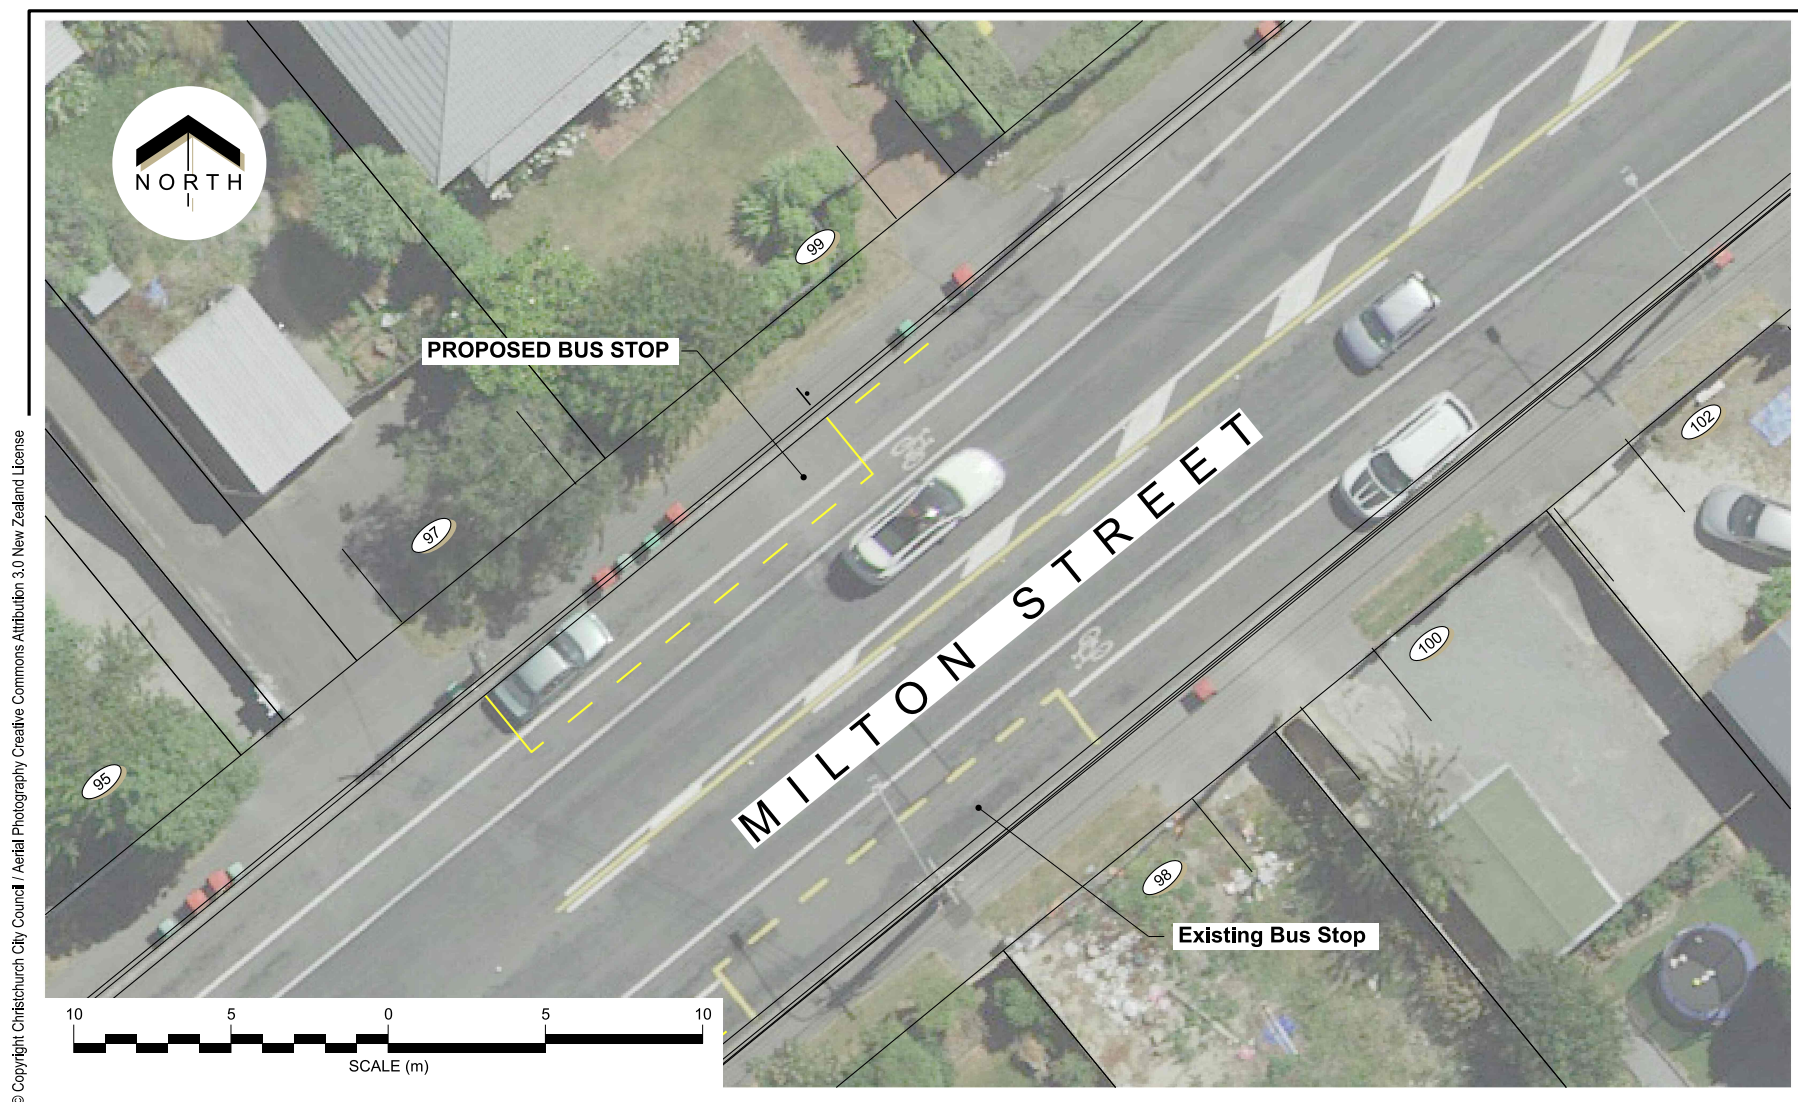 NORTH
99
PROPOSED BUS STOP
97
102
MILTON STREET
100
95
98
Existing Bus Stop
10 5 0 5 10
SCALE (m)
© Copyright Christchurch City Council / Aerial Photography Creative Commons Attribution 3.0 New Zealand License